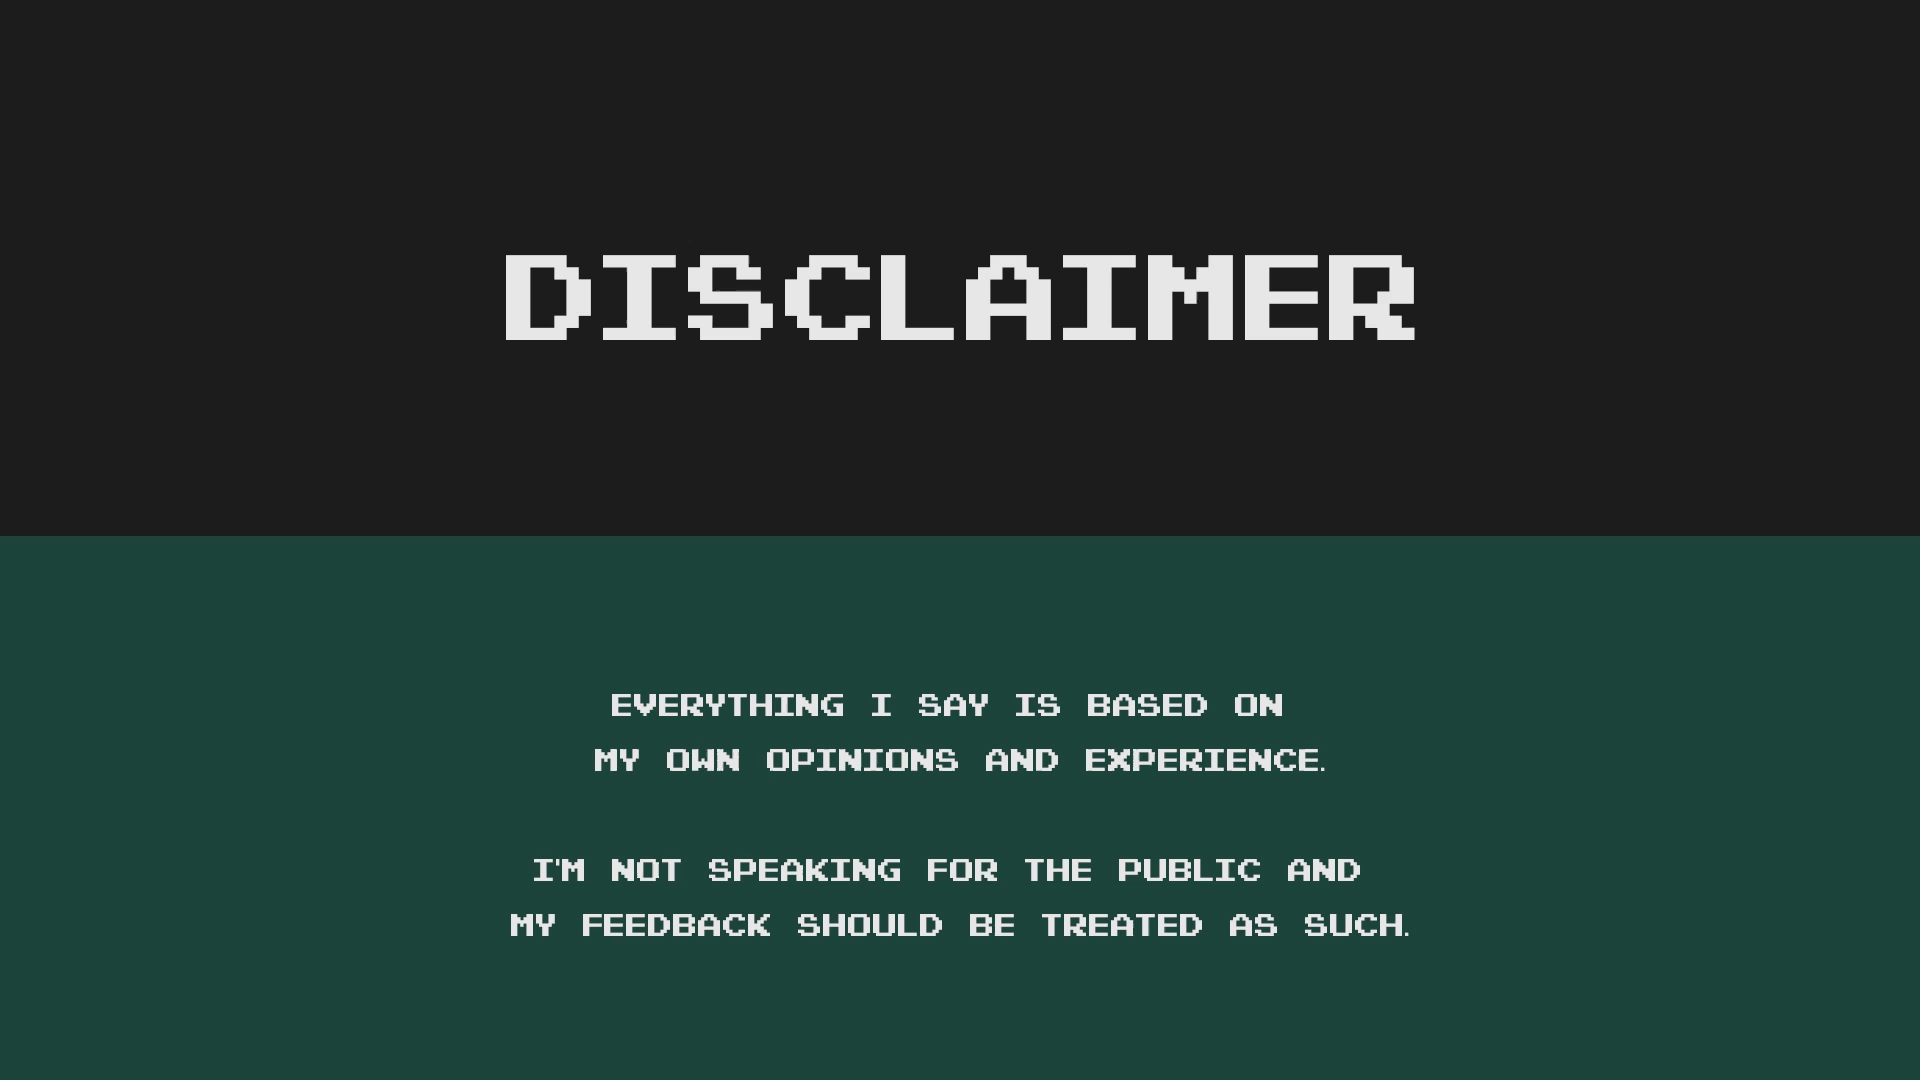 DISCLAIMER
EVERYTHING I SAY IS BASED ON
MY OWN OPINIONS AND EXPERIENCE.
I'M NOT SPEAKING FOR THE PUBLIC AND
MY FEEDBACK SHOULD BE TREATED AS SUCH.